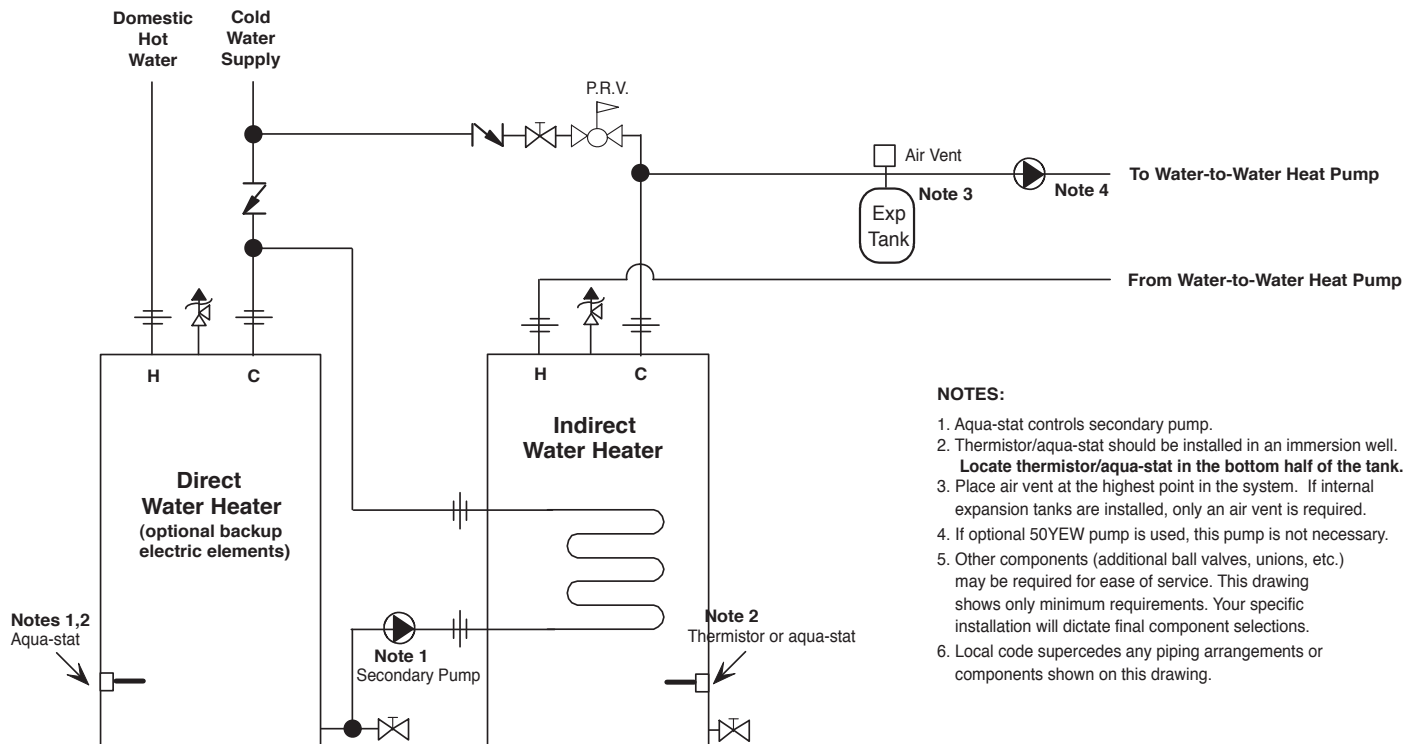 Domestic
Hot
Water
Cold
Water
Supply
P.R.V.
Air Vent
Note 3
Note 4
To Water-to-Water Heat Pump
Exp
Tank
From Water-to-Water Heat Pump
H
C
H
C
Direct
Water Heater
(optional backup
electric elements)
Indirect
Water Heater
Notes 1,2
Aqua-stat
Note 1
Secondary Pump
Note 2
Thermistor or aqua-stat
NOTES:
1. Aqua-stat controls secondary pump.
2. Thermistor/aqua-stat should be installed in an immersion well.
Locate thermistor/aqua-stat in the bottom half of the tank.
3. Place air vent at the highest point in the system. If internal
expansion tanks are installed, only an air vent is required.
4. If optional 50YEW pump is used, this pump is not necessary.
5. Other components (additional ball valves, unions, etc.)
may be required for ease of service. This drawing
shows only minimum requirements. Your specific
installation will dictate final component selections.
6. Local code supercedes any piping arrangements or
components shown on this drawing.